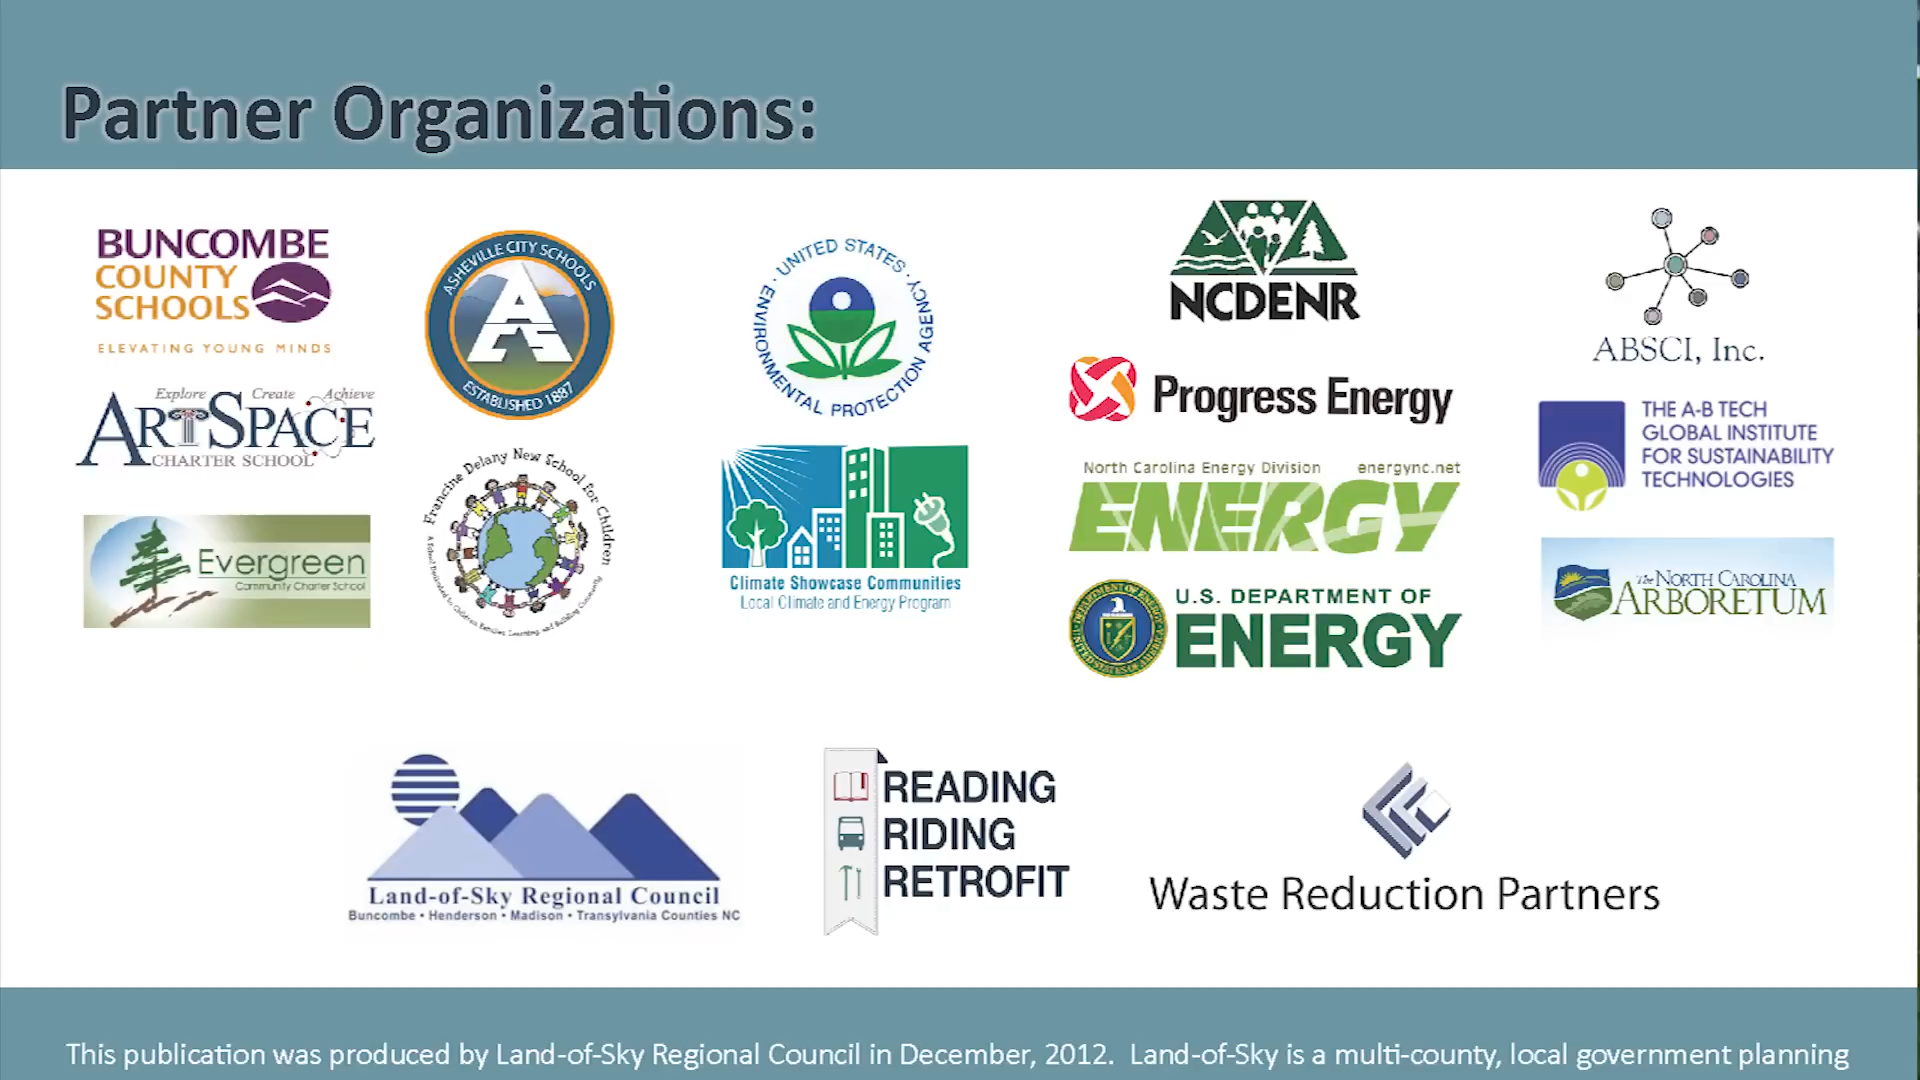 Partner Organizations:
BUNCOMBE
COUNTY
SCHOOLS
ELEVATING YOUNG MINDS
Explore Create Achieve
ARTSPACE
CHARTER SCHOOL
Evergreen
Community Charter School
ASHEVILLE CITY SCHOOLS
ACS
ESTABLISHED 1887
Francine Delany New School for Children
UNITED STATES
ENVIRONMENTAL PROTECTION AGENCY
Climate Showcase Communities
Local Climate and Energy Program
NCDENR
Progress Energy
North Carolina Energy Division energync.net
ENERGY
U.S. DEPARTMENT OF
ENERGY
ABSCI, Inc.
THE A-B TECH
GLOBAL INSTITUTE
FOR SUSTAINABILITY
TECHNOLOGIES
The NORTH CAROLINA
ARBORETUM
Land-of-Sky Regional Council
Buncombe • Henderson • Madison • Transylvania Counties NC
READING
RIDING
RETROFIT
Waste Reduction Partners
This publication was produced by Land-of-Sky Regional Council in December, 2012. Land-of-Sky is a multi-county, local government planning